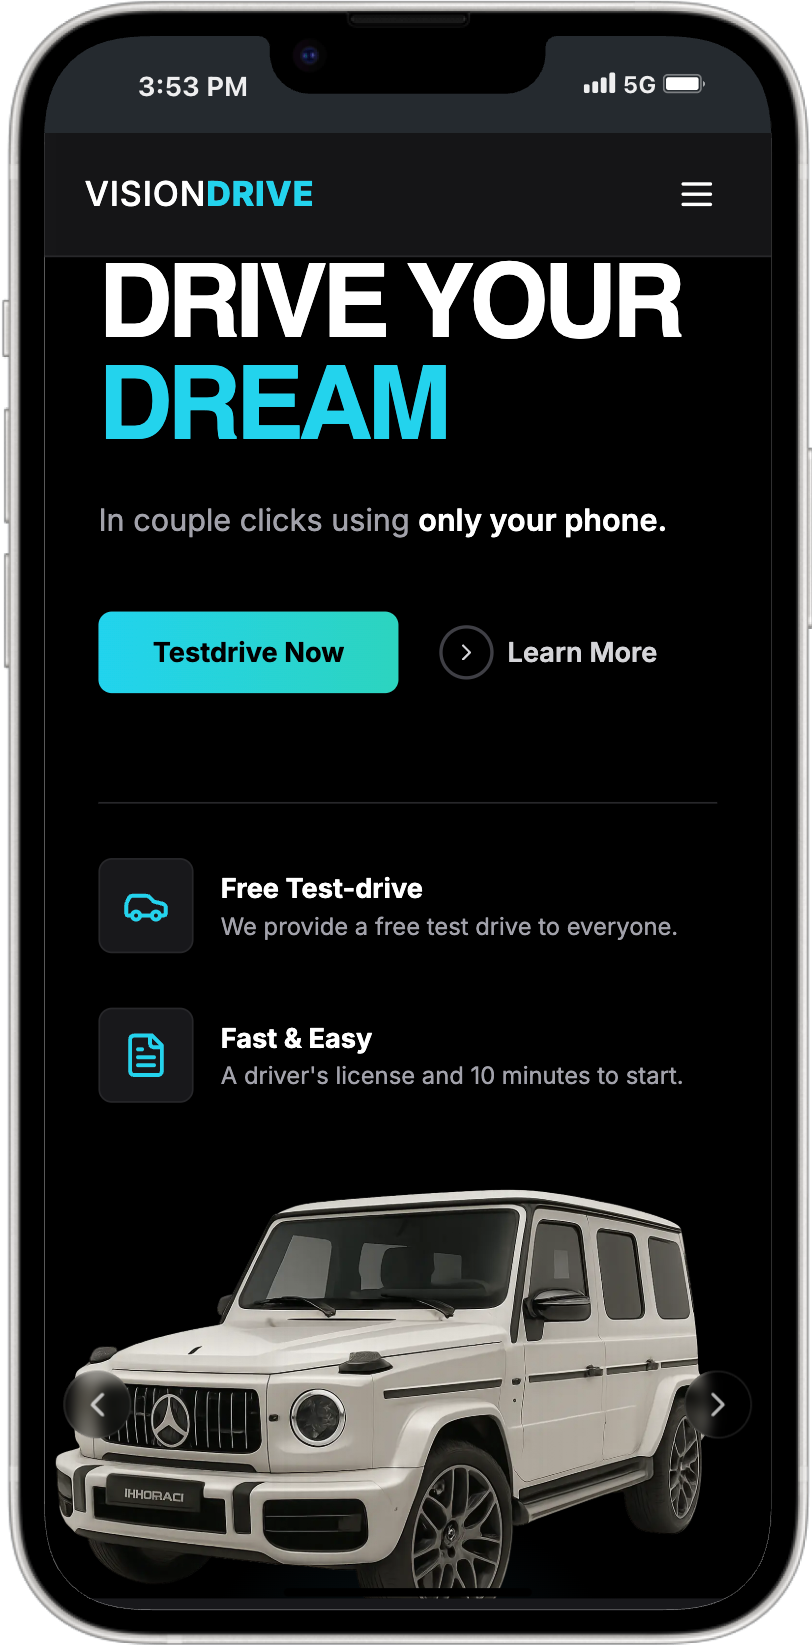 3:53 PM 5G
VISIONDRIVE
DRIVE YOUR
DREAM
In couple clicks using only your phone.
Testdrive Now Learn More
Free Test-drive
We provide a free test drive to everyone.
Fast & Easy
A driver's license and 10 minutes to start.